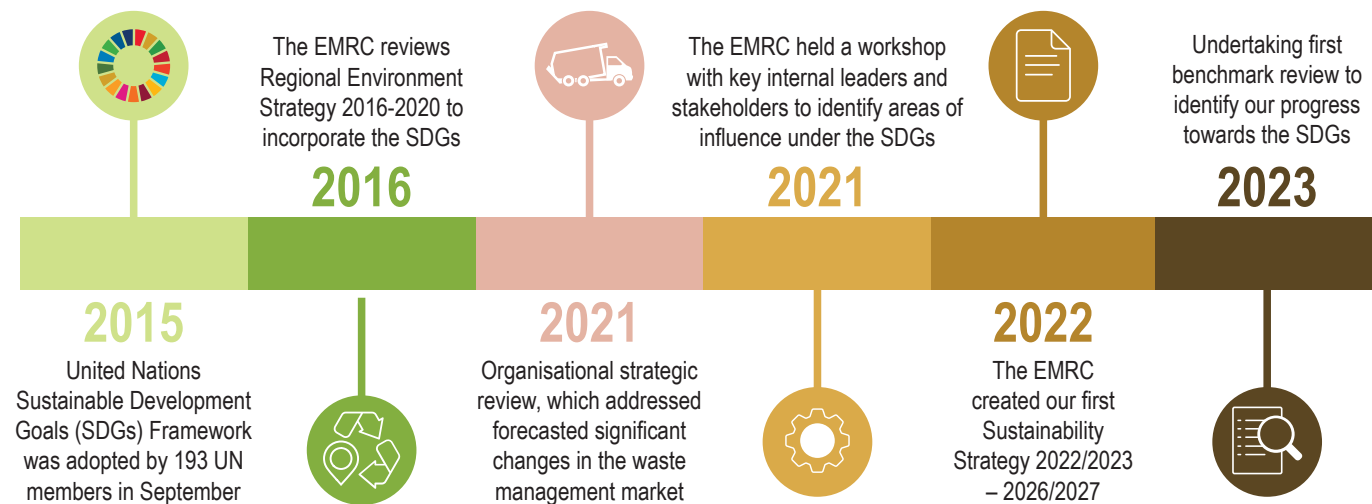 2015
United Nations
Sustainable Development
Goals (SDGs) Framework
was adopted by 193 UN
members in September
The EMRC reviews
Regional Environment
Strategy 2016-2020 to
incorporate the SDGs
2016
2021
Organisational strategic
review, which addressed
forecasted significant
changes in the waste
management market
The EMRC held a workshop
with key internal leaders and
stakeholders to identify areas of
influence under the SDGs
2021
2022
The EMRC
created our first
Sustainability
Strategy 2022/2023
– 2026/2027
Undertaking first
benchmark review to
identify our progress
towards the SDGs
2023